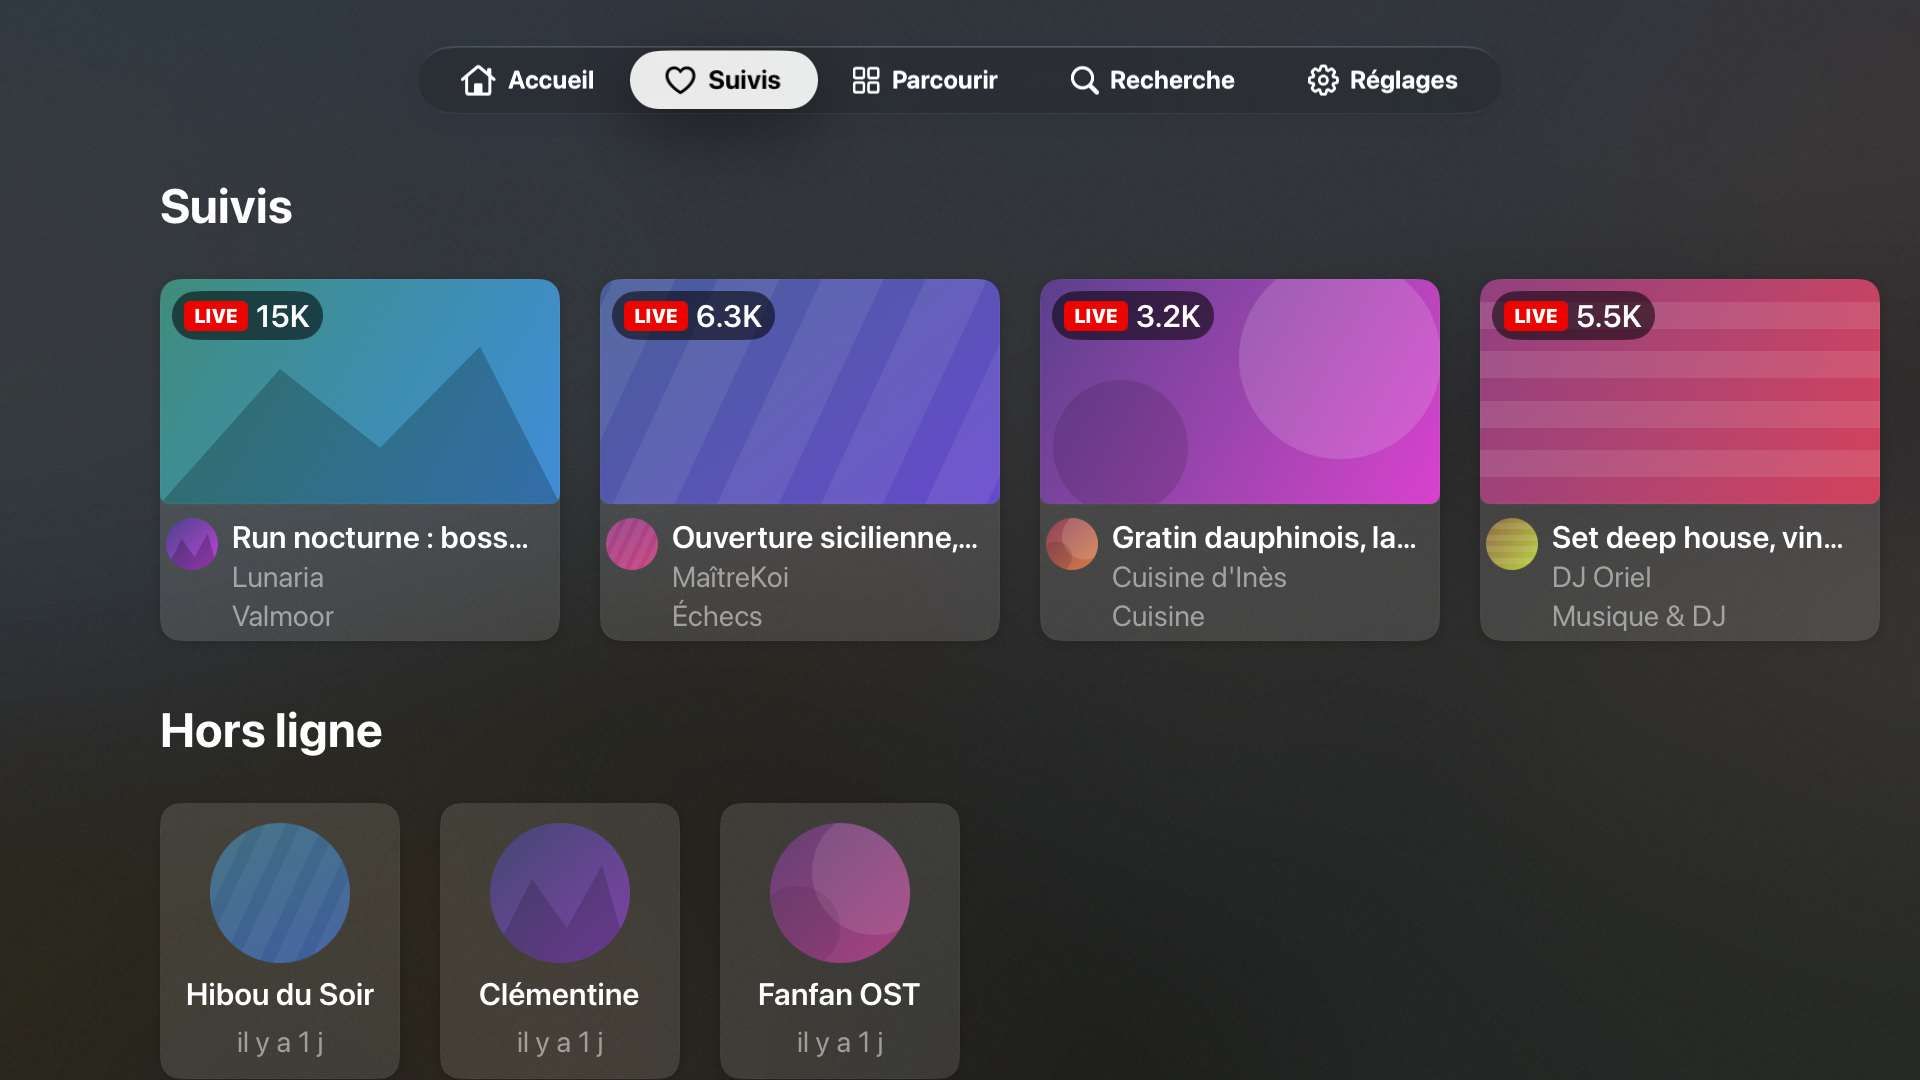 Accueil
Suivis
Parcourir
Recherche
Réglages
Suivis
LIVE 15K
Run nocturne : boss...
Lunaria
Valmoor
LIVE 6.3K
Ouverture sicilienne,...
MaîtreKoi
Échecs
LIVE 3.2K
Gratin dauphinois, la...
Cuisine d'Inès
Cuisine
LIVE 5.5K
Set deep house, vin...
DJ Oriel
Musique & DJ
Hors ligne
Hibou du Soir
il y a 1 j
Clémentine
il y a 1 j
Fanfan OST
il y a 1 j